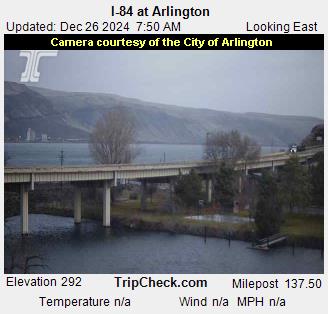 I-84 at Arlington
Updated: Dec 26 2024 7:50 AM Looking East
Camera courtesy of the City of Arlington
Elevation 292 TripCheck.com Milepost 137.50
Temperature n/a Wind n/a MPH n/a